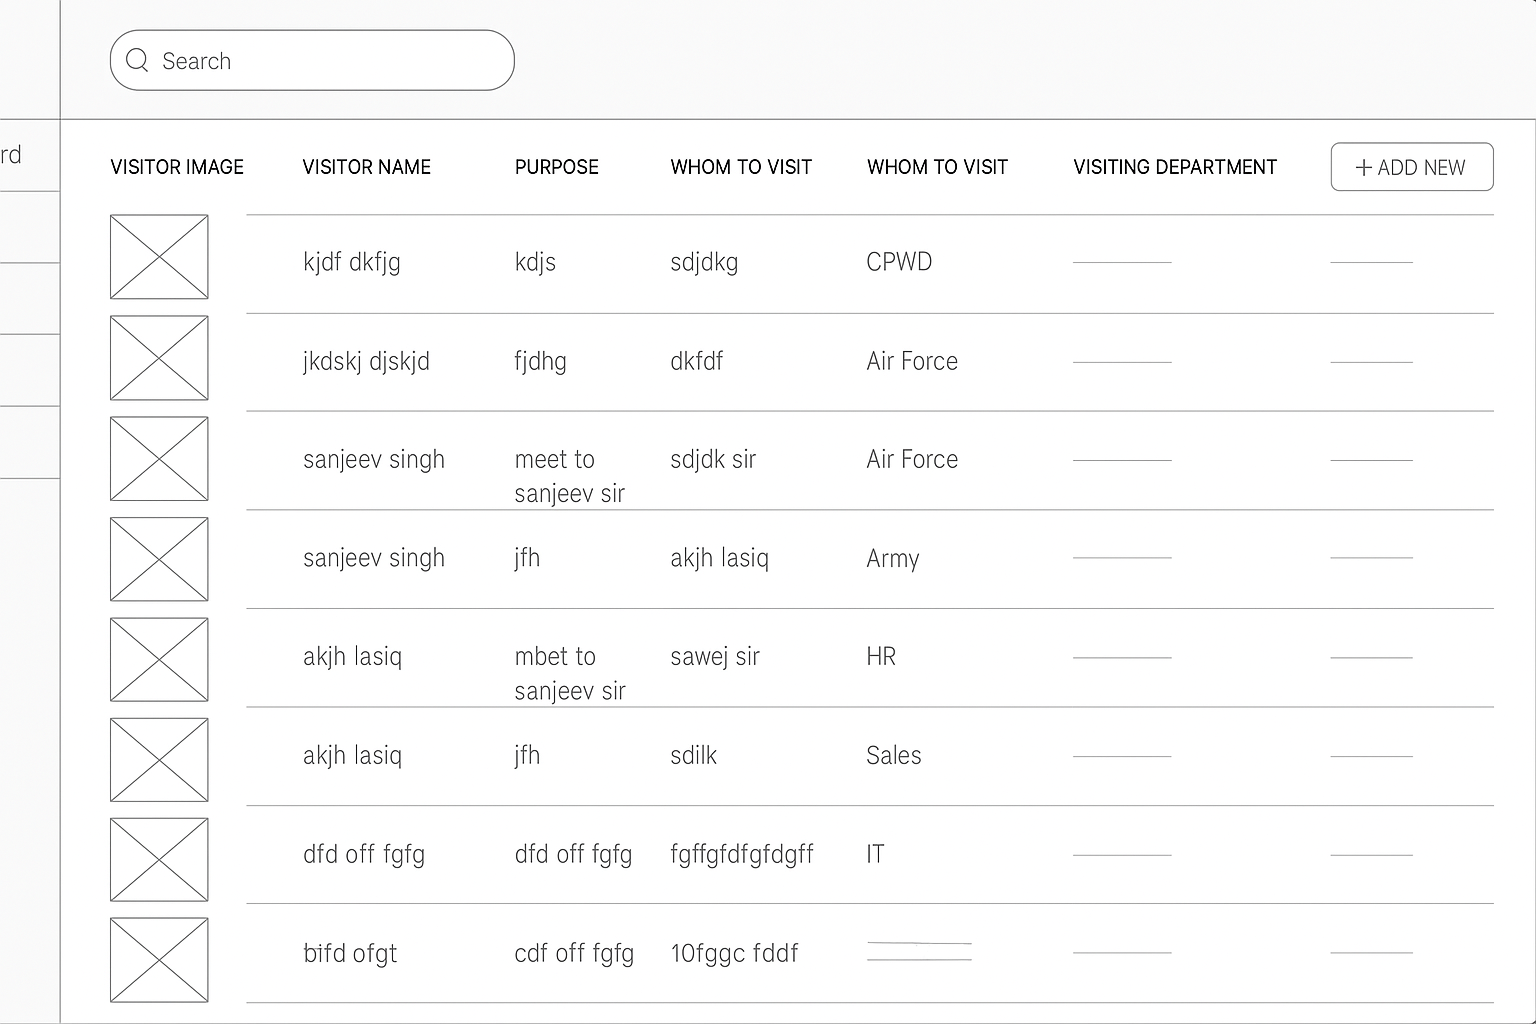 Search
rd
VISITOR IMAGE VISITOR NAME PURPOSE WHOM TO VISIT WHOM TO VISIT VISITING DEPARTMENT + ADD NEW
kjdf dkfjg kdjs sdjdkg CPWD
jkdskj djskjd fjdhg dkfdf Air Force
sanjeev singh meet to sdjdk sir Air Force
sanjeev sir
sanjeev singh jfh akjh lasiq Army
akjh lasiq mbet to sawej sir HR
sanjeev sir
akjh lasiq jfh sdilk Sales
dfd off fgfg dfd off fgfg fgffgfdfgfdgff IT
bifd ofgt cdf off fgfg 10fggc fddf